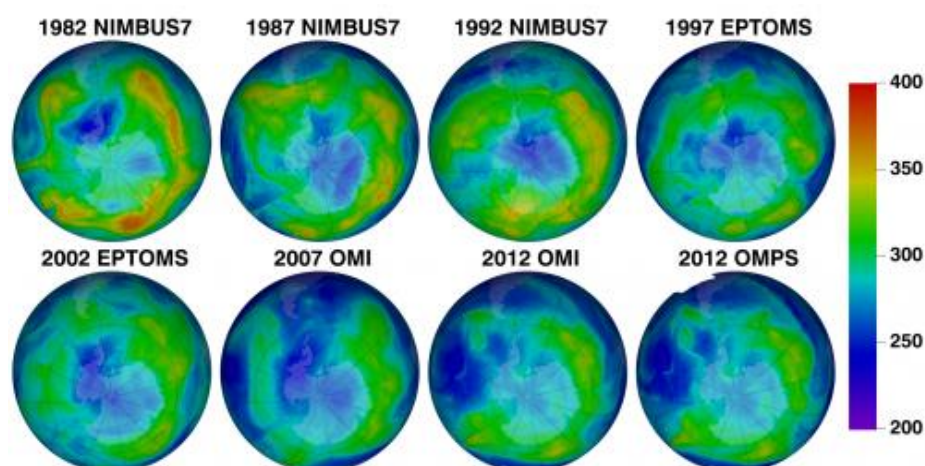 1982 NIMBUS7
1987 NIMBUS7
1992 NIMBUS7
1997 EPTOMS
2002 EPTOMS
2007 OMI
2012 OMI
2012 OMPS
400
350
300
250
200